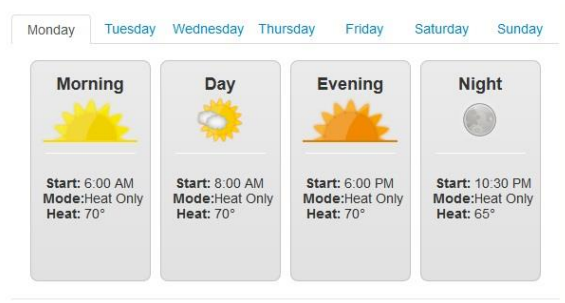 Monday Tuesday Wednesday Thursday Friday Saturday Sunday
Morning
Start: 6:00 AM
Mode:Heat Only
Heat: 70°
Day
Start: 8:00 AM
Mode:Heat Only
Heat: 70°
Evening
Start: 6:00 PM
Mode:Heat Only
Heat: 70°
Night
Start: 10:30 PM
Mode:Heat Only
Heat: 65°